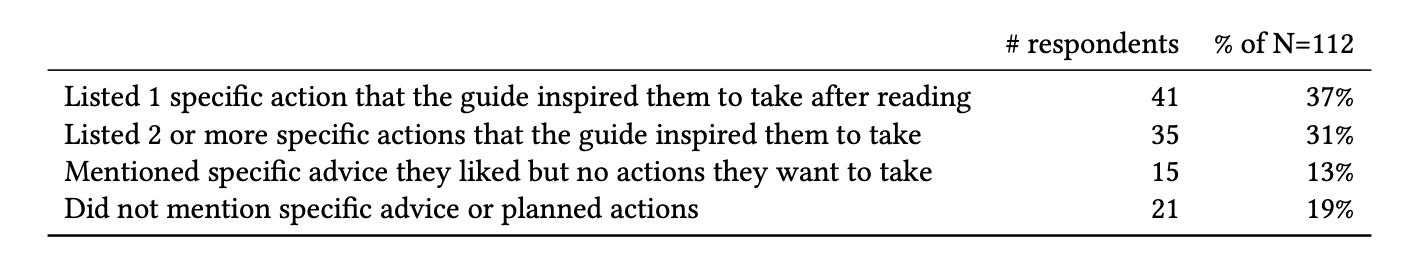 # respondents % of N=112
Listed 1 specific action that the guide inspired them to take after reading 41 37%
Listed 2 or more specific actions that the guide inspired them to take 35 31%
Mentioned specific advice they liked but no actions they want to take 15 13%
Did not mention specific advice or planned actions 21 19%